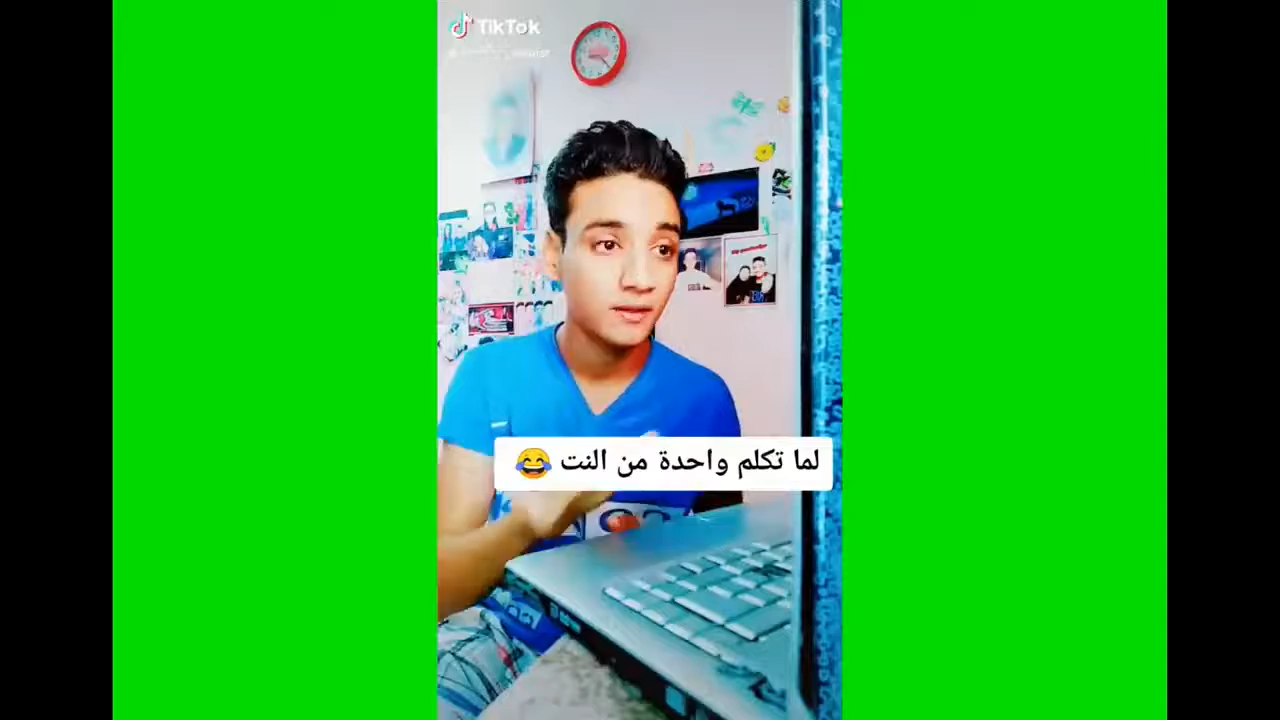 TikTok
لما تكلم واحدة من النت 😂